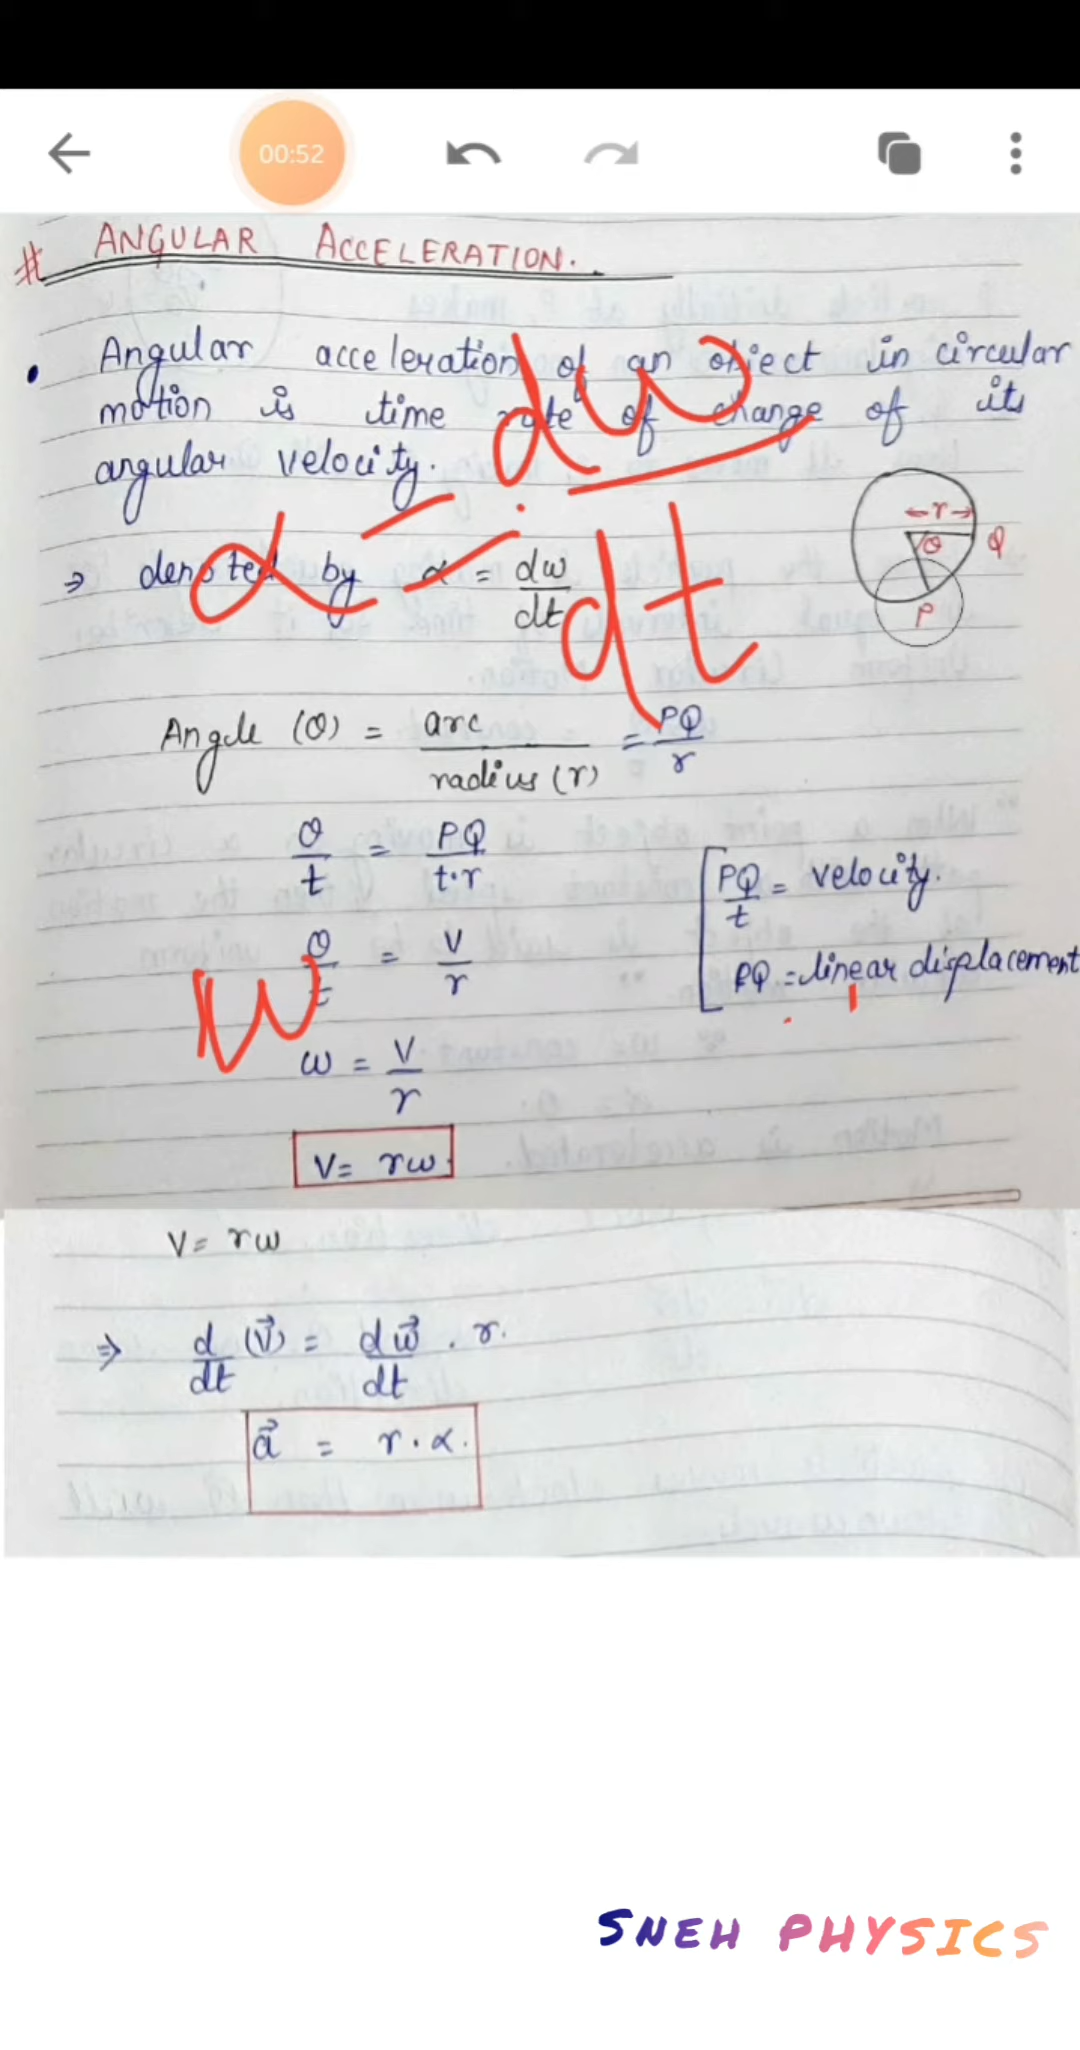 00:52
# ANGULAR ACCELERATION.
• Angular acceleration of an object in circular
motion is time rate of change of its
angular velocity.
⇒ denoted by α = dω/dt
α = dω/dt
r
θ
Q
P
Angle (θ) = arc/radius (r) = PQ/r
θ/t = PQ/t·r
PQ/t = velocity.
θ/t = v/r
PQ = linear displacement
ω
ω = v/r
v = rω.
v = rω
⇒ d/dt (v⃗) = dω⃗/dt . r.
a⃗ = r . α.
SNEH PHYSICS